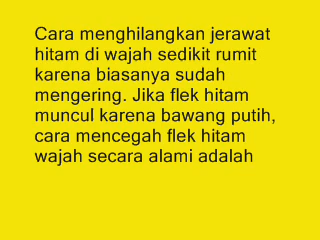 Cara menghilangkan jerawat
hitam di wajah sedikit rumit
karena biasanya sudah
mengering. Jika flek hitam
muncul karena bawang putih,
cara mencegah flek hitam
wajah secara alami adalah